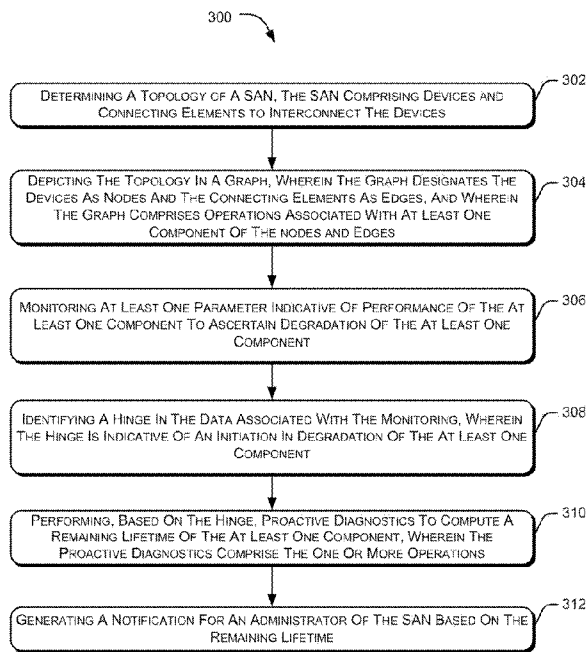 300
302
DETERMINING A TOPOLOGY OF A SAN, THE SAN COMPRISING DEVICES AND
CONNECTING ELEMENTS TO INTERCONNECT THE DEVICES
304
DEPICTING THE TOPOLOGY IN A GRAPH, WHEREIN THE GRAPH DESIGNATES THE
DEVICES AS NODES AND THE CONNECTING ELEMENTS AS EDGES, AND WHEREIN
THE GRAPH COMPRISES OPERATIONS ASSOCIATED WITH AT LEAST ONE
COMPONENT OF THE NODES AND EDGES
306
MONITORING AT LEAST ONE PARAMETER INDICATIVE OF PERFORMANCE OF THE AT
LEAST ONE COMPONENT TO ASCERTAIN DEGRADATION OF THE AT LEAST ONE
COMPONENT
308
IDENTIFYING A HINGE IN THE DATA ASSOCIATED WITH THE MONITORING, WHEREIN
THE HINGE IS INDICATIVE OF AN INITIATION IN DEGRADATION OF THE AT LEAST ONE
COMPONENT
310
PERFORMING, BASED ON THE HINGE, PROACTIVE DIAGNOSTICS TO COMPUTE A
REMAINING LIFETIME OF THE AT LEAST ONE COMPONENT, WHEREIN THE
PROACTIVE DIAGNOSTICS COMPRISE THE ONE OR MORE OPERATIONS
312
GENERATING A NOTIFICATION FOR AN ADMINISTRATOR OF THE SAN BASED ON THE
REMAINING LIFETIME